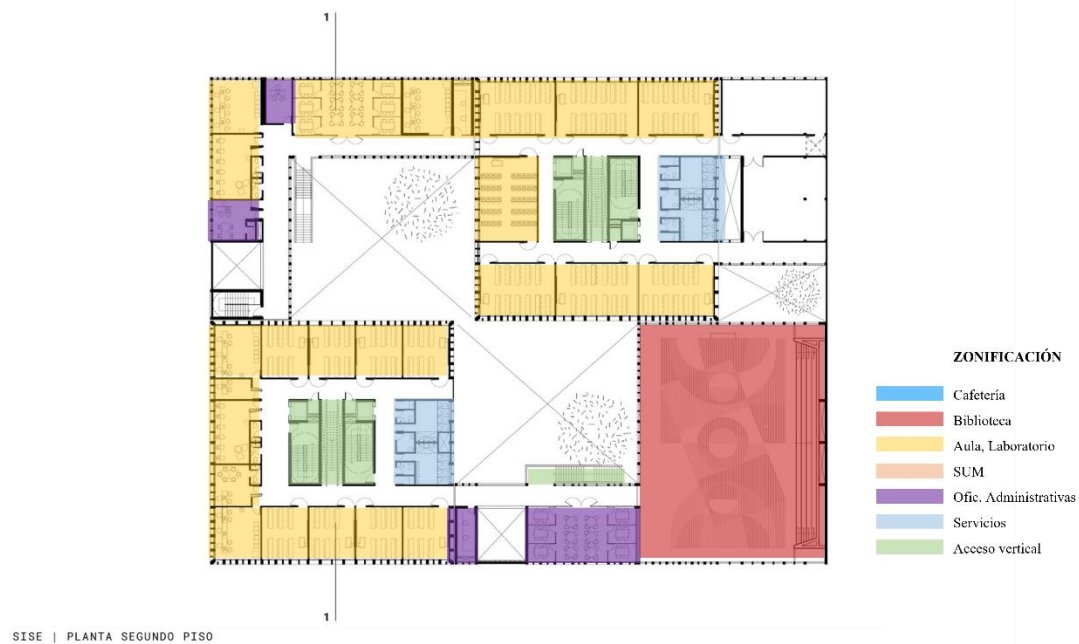 1
ZONIFICACIÓN
Cafetería
Biblioteca
Aula, Laboratorio
SUM
Ofic. Administrativas
Servicios
Acceso vertical
1
SISE | PLANTA SEGUNDO PISO